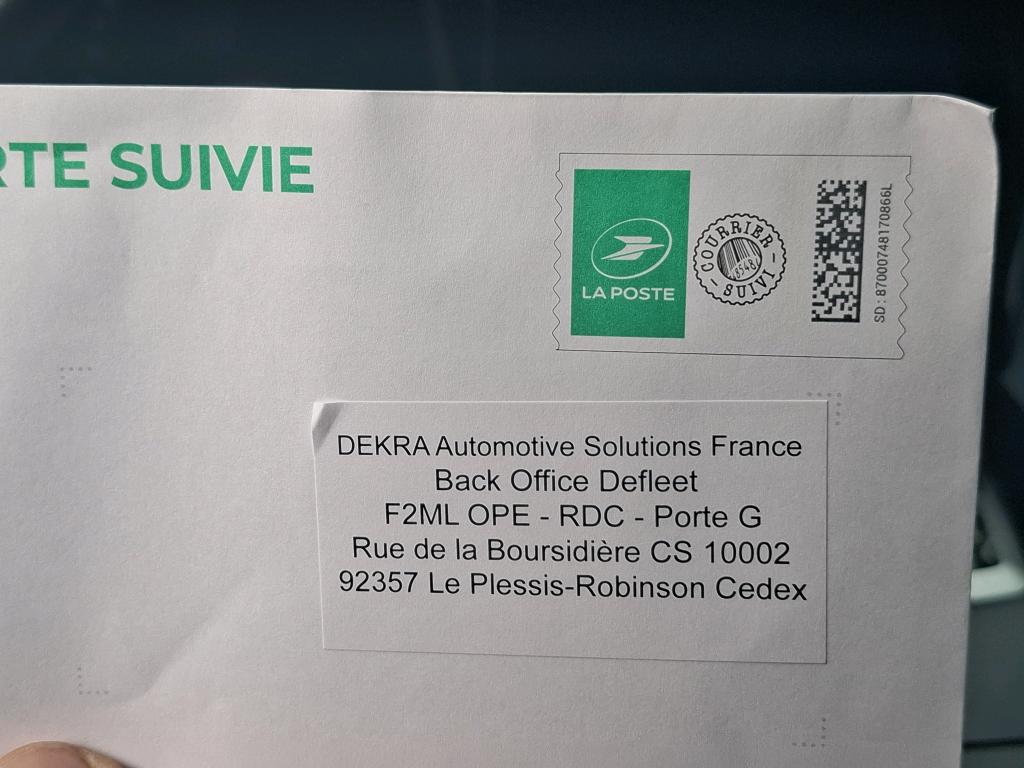 RTE SUIVIE
LA POSTE
COURRIER
8548
SUIVI
SD : 87000748170866L
DEKRA Automotive Solutions France
Back Office Defleet
F2ML OPE - RDC - Porte G
Rue de la Boursidière CS 10002
92357 Le Plessis-Robinson Cedex